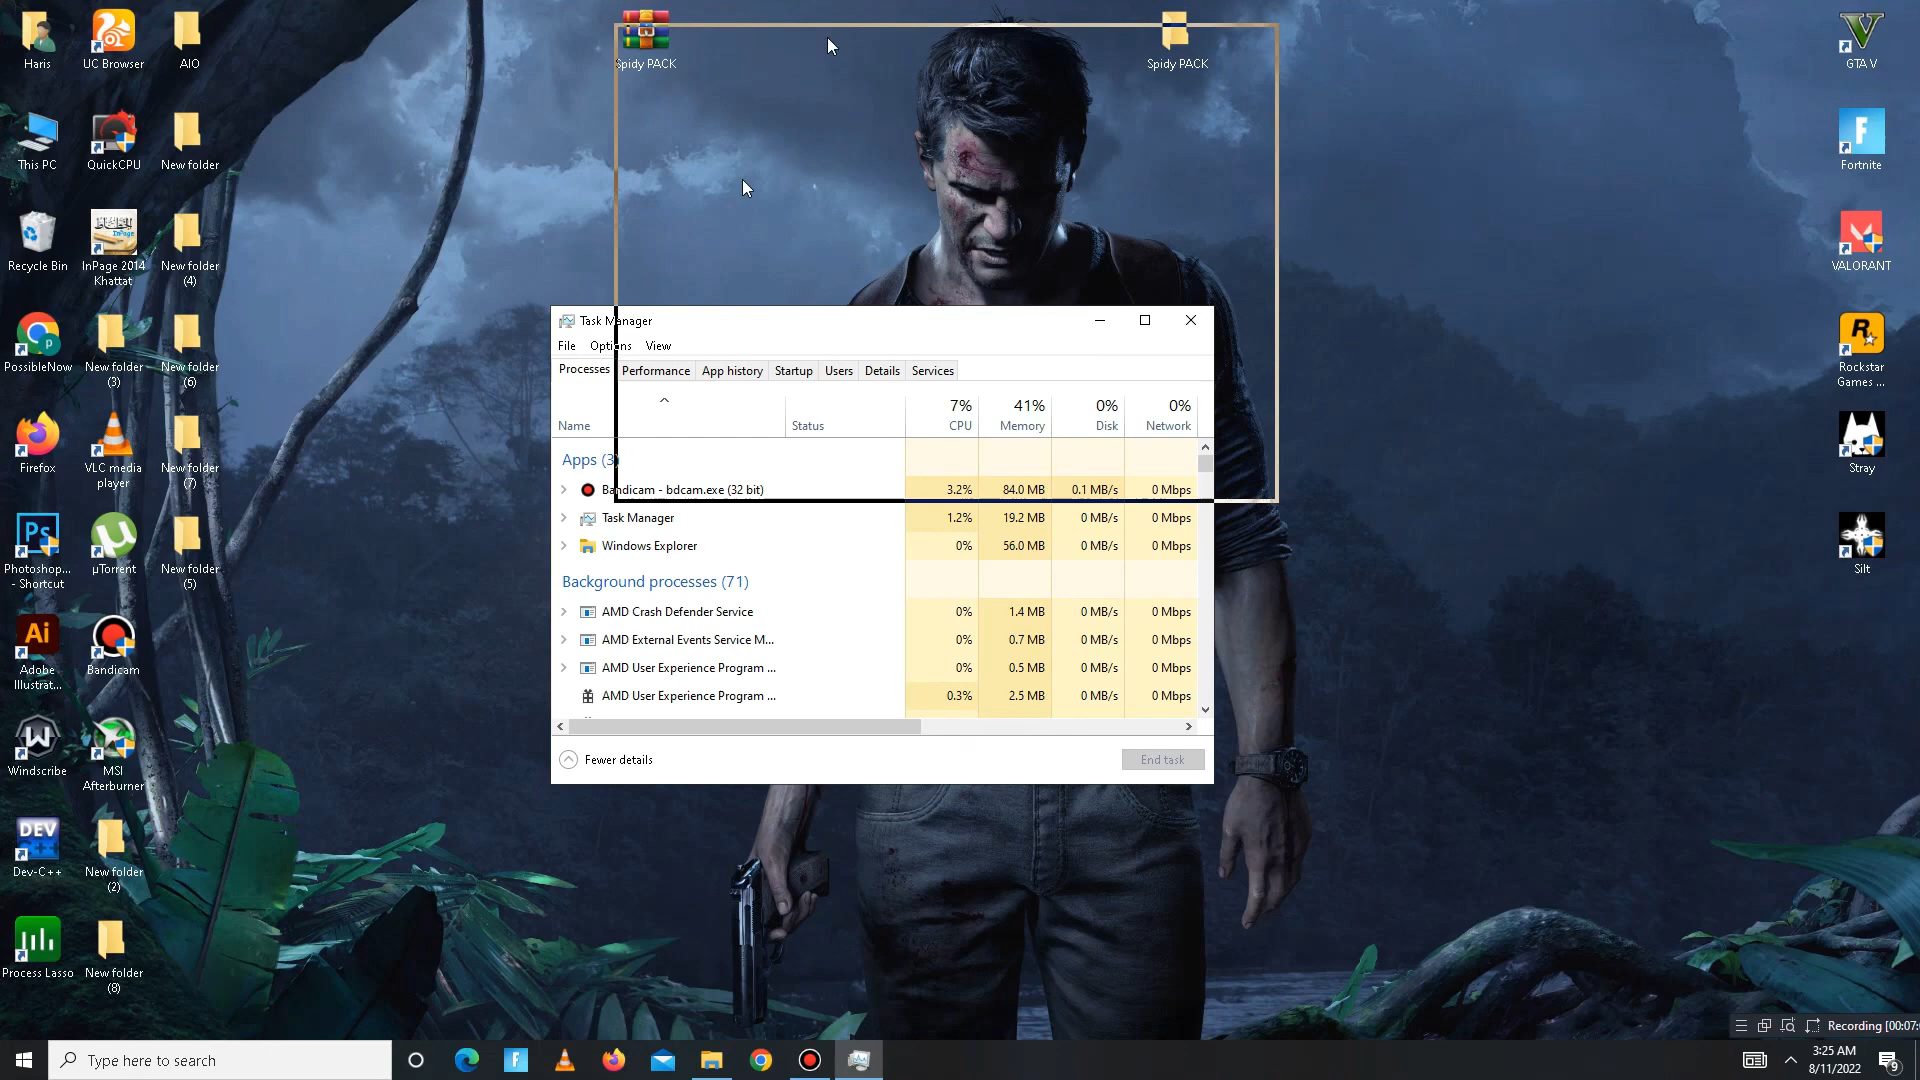 Haris
UC Browser
AIO
Spidy PACK
Spidy PACK
GTA V
This PC
QuickCPU
New folder
Fortnite
Recycle Bin
InPage 2014
Khattat
New folder
(4)
VALORANT
PossibleNow
New folder
(3)
New folder
(6)
Rockstar
Games ...
Firefox
VLC media
player
New folder
(7)
Stray
Photoshop...
- Shortcut
µTorrent
New folder
(5)
Silt
Adobe
Illustrat...
Bandicam
Windscribe
MSI
Afterburner
Dev-C++
New folder
(2)
Process Lasso
New folder
(8)
Task Manager
File Options View
Processes Performance App history Startup Users Details Services
7% 41% 0% 0%
Name Status CPU Memory Disk Network
Apps (3)
Bandicam - bdcam.exe (32 bit) 3.2% 84.0 MB 0.1 MB/s 0 Mbps
Task Manager 1.2% 19.2 MB 0 MB/s 0 Mbps
Windows Explorer 0% 56.0 MB 0 MB/s 0 Mbps
Background processes (71)
AMD Crash Defender Service 0% 1.4 MB 0 MB/s 0 Mbps
AMD External Events Service M... 0% 0.7 MB 0 MB/s 0 Mbps
AMD User Experience Program ... 0% 0.5 MB 0 MB/s 0 Mbps
AMD User Experience Program ... 0.3% 2.5 MB 0 MB/s 0 Mbps
Fewer details End task
Recording [00:07:
Type here to search
3:25 AM
8/11/2022
9